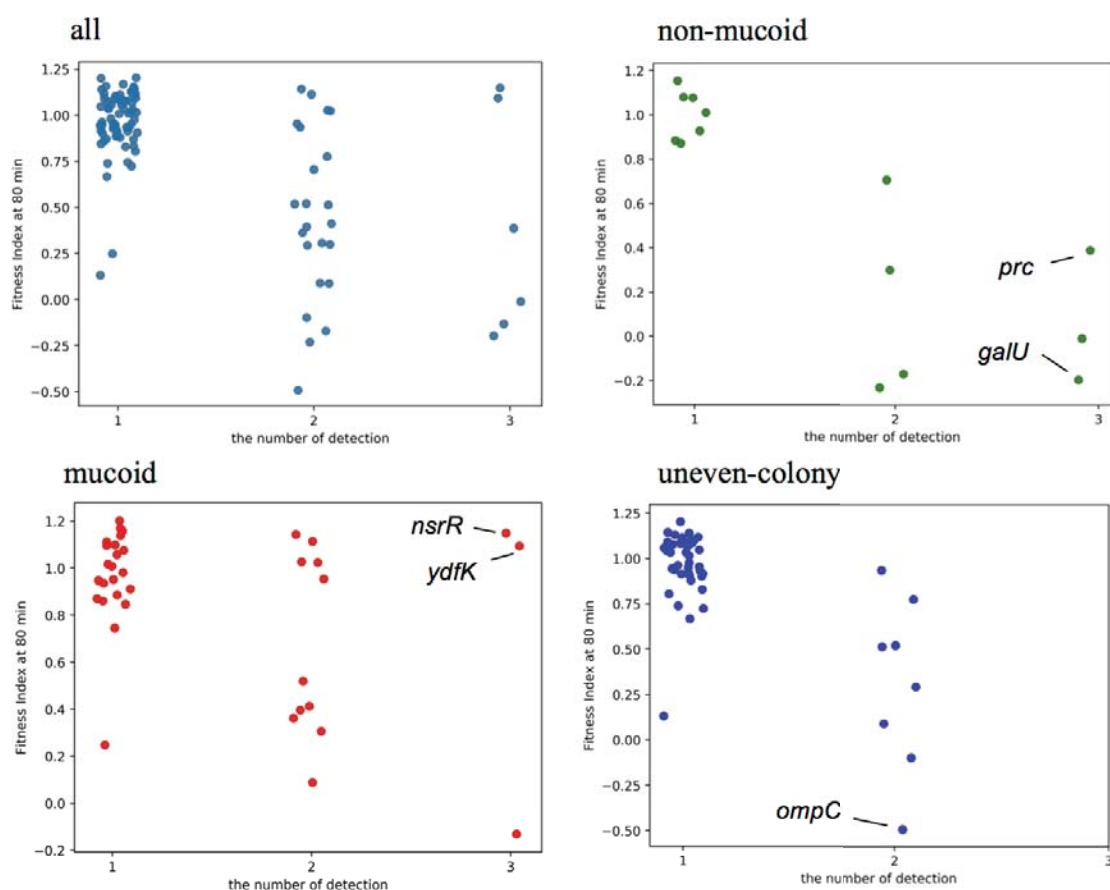 all
1.25
1.00
0.75
0.50
0.25
0.00
−0.25
−0.50
Fitness Index at 80 min
1 2 3
the number of detection
non-mucoid
1.2
1.0
0.8
0.6
0.4
0.2
0.0
−0.2
Fitness Index at 80 min
prc
galU
1 2 3
the number of detection
mucoid
1.2
1.0
0.8
0.6
0.4
0.2
0.0
−0.2
Fitness Index at 80 min
nsrR
ydfK
1 2 3
the number of detection
uneven-colony
1.25
1.00
0.75
0.50
0.25
0.00
−0.25
−0.50
Fitness Index at 80 min
ompC
1 2 3
the number of detection